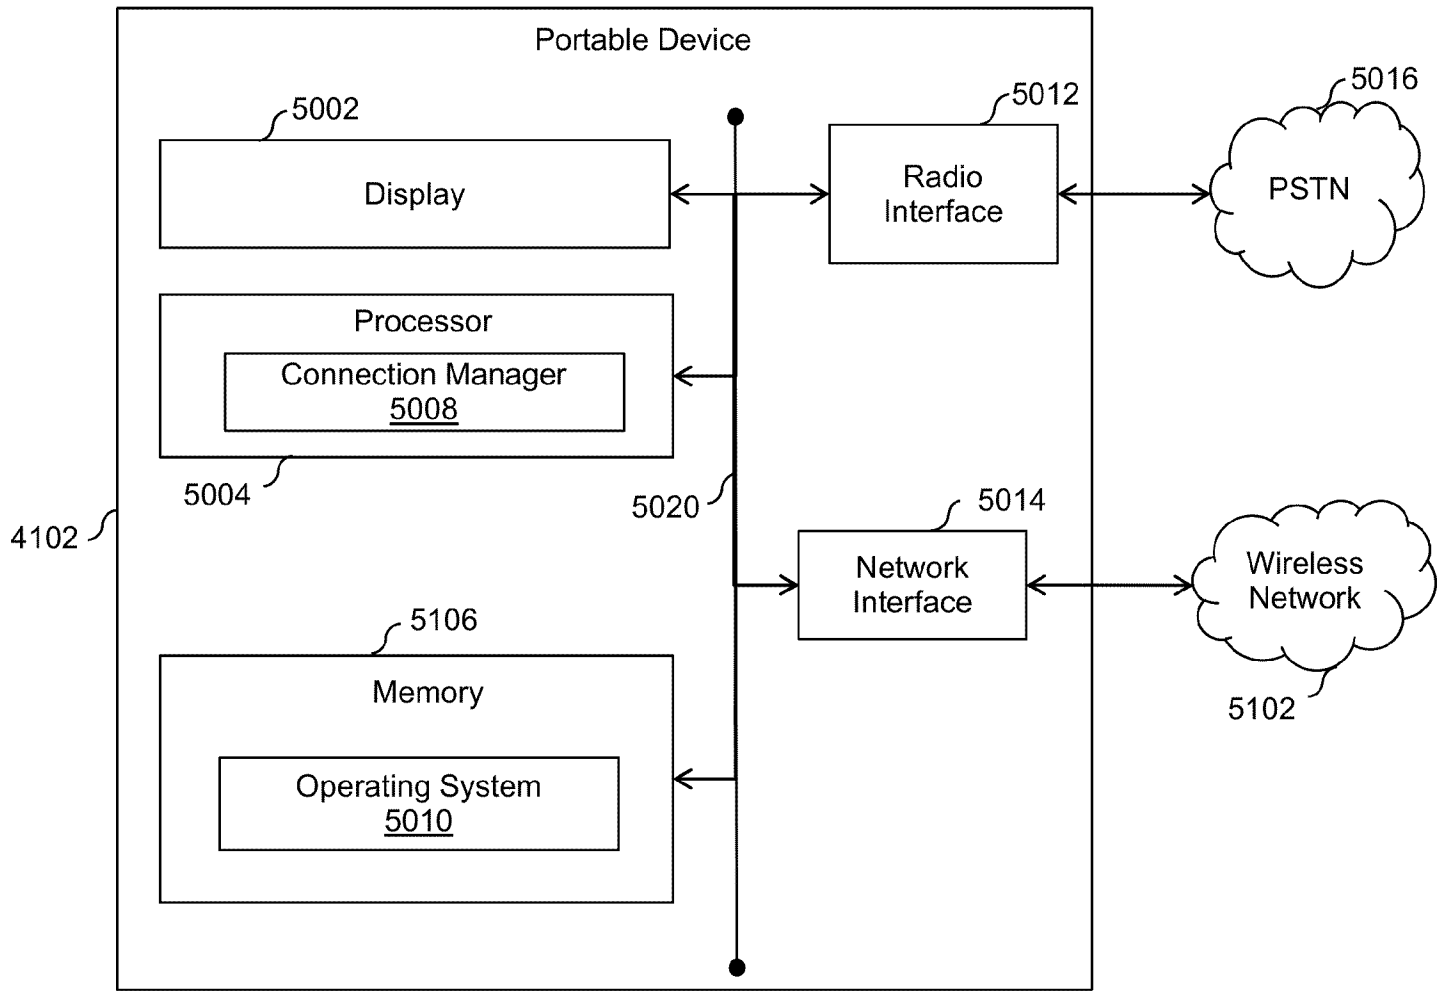 Portable Device
5002
Display
5012
Radio
Interface
5016
PSTN
Processor
Connection Manager
5008
5004
5020
4102
5014
Network
Interface
Wireless
Network
5102
5106
Memory
Operating System
5010